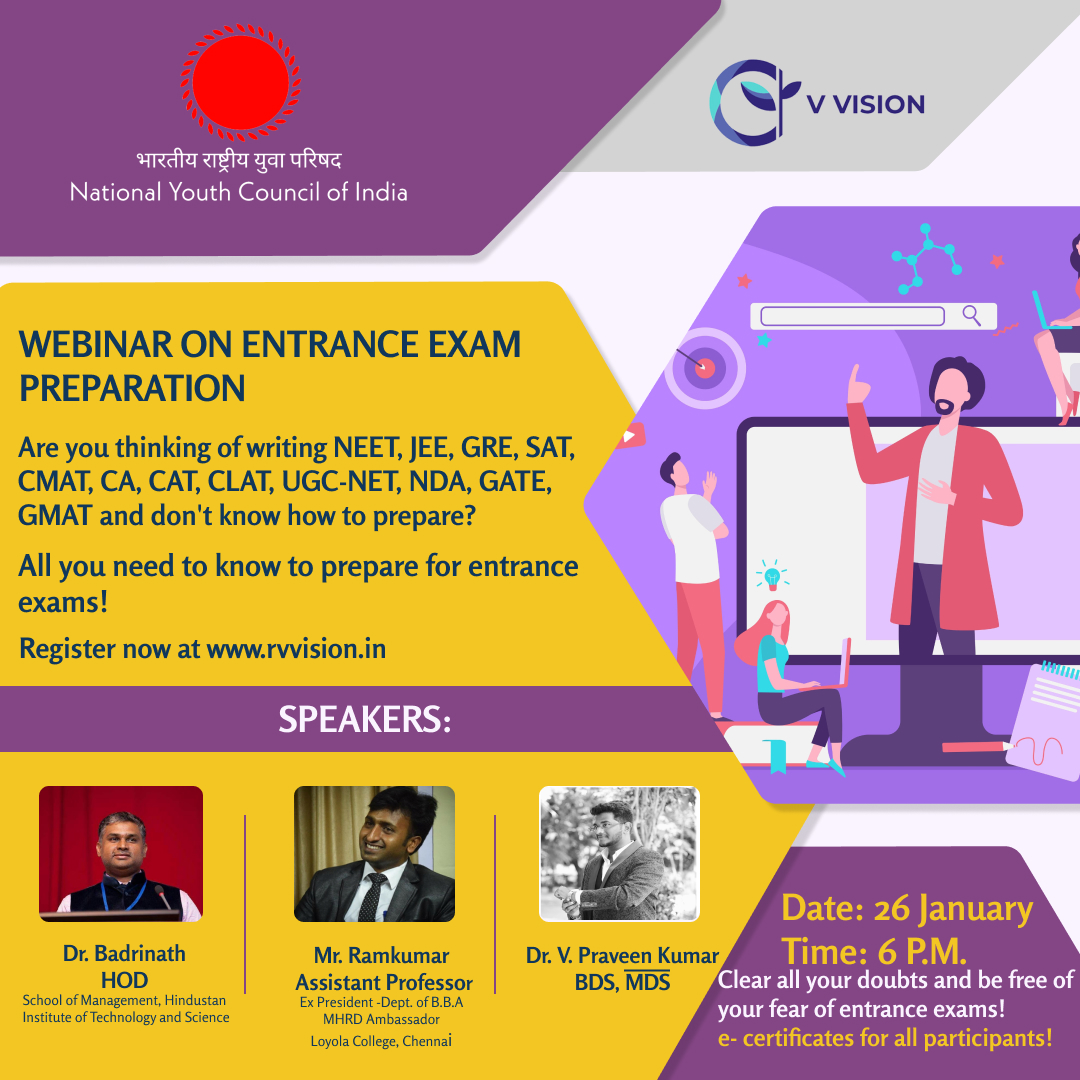 भारतीय राष्ट्रीय युवा परिषद
National Youth Council of India
V VISION
WEBINAR ON ENTRANCE EXAM
PREPARATION
Are you thinking of writing NEET, JEE, GRE, SAT,
CMAT, CA, CAT, CLAT, UGC-NET, NDA, GATE,
GMAT and don't know how to prepare?
All you need to know to prepare for entrance
exams!
Register now at www.rvvision.in
SPEAKERS:
Dr. Badrinath
HOD
School of Management, Hindustan
Institute of Technology and Science
Mr. Ramkumar
Assistant Professor
Ex President -Dept. of B.B.A
MHRD Ambassador
Loyola College, Chennai
Dr. V. Praveen Kumar
BDS, MDS
Date: 26 January
Time: 6 P.M.
Clear all your doubts and be free of
your fear of entrance exams!
e- certificates for all participants!